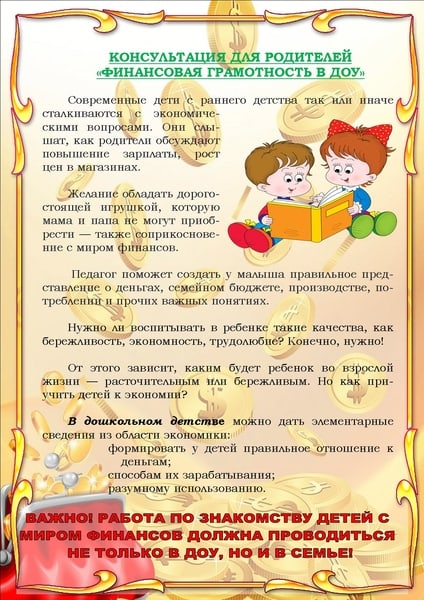 КОНСУЛЬТАЦИЯ ДЛЯ РОДИТЕЛЕЙ
«ФИНАНСОВАЯ ГРАМОТНОСТЬ В ДОУ»
Современные дети с раннего детства так или иначе
сталкиваются с экономиче-
скими вопросами. Они слы-
шат, как родители обсуждают
повышение зарплаты, рост
цен в магазинах.
Желание обладать дорого-
стоящей игрушкой, которую
мама и папа не могут приоб-
рести — также соприкоснове-
ние с миром финансов.
Педагог поможет создать у малыша правильное пред-
ставление о деньгах, семейном бюджете, производстве, по-
треблении и прочих важных понятиях.
Нужно ли воспитывать в ребенке такие качества, как
бережливость, экономность, трудолюбие? Конечно, нужно!
От этого зависит, каким будет ребенок во взрослой
жизни — расточительным или бережливым. Но как при-
учить детей к экономии?
В дошкольном детстве можно дать элементарные
сведения из области экономики:
формировать у детей правильное отношение к
деньгам;
способам их зарабатывания;
разумному использованию.
ВАЖНО! РАБОТА ПО ЗНАКОМСТВУ ДЕТЕЙ С
МИРОМ ФИНАНСОВ ДОЛЖНА ПРОВОДИТЬСЯ
НЕ ТОЛЬКО В ДОУ, НО И В СЕМЬЕ!